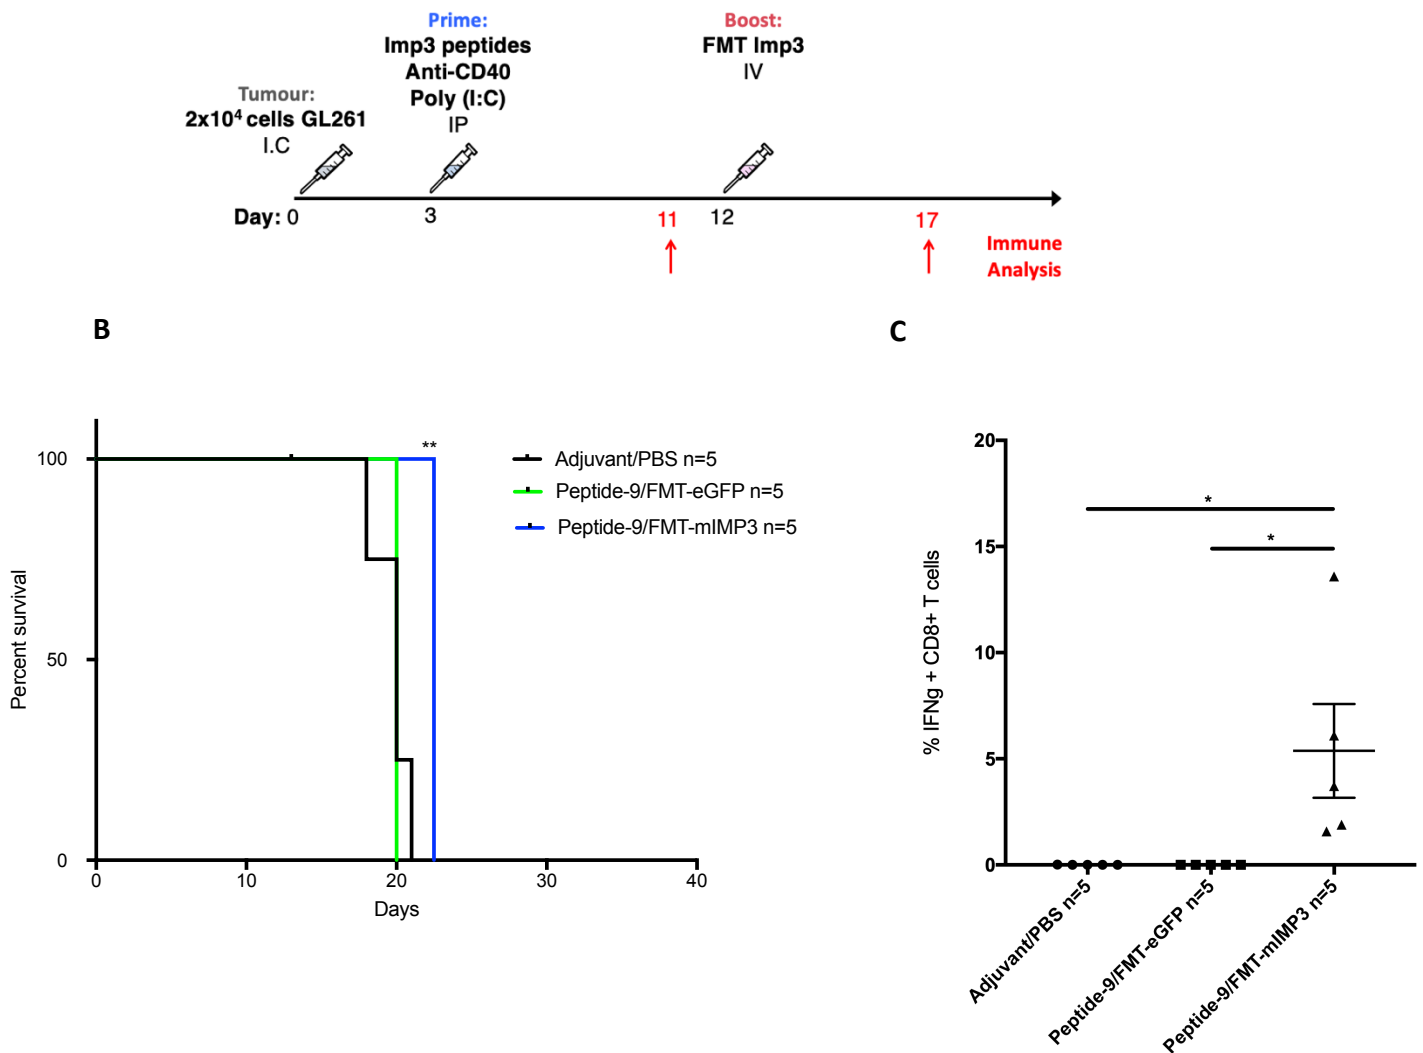 Prime:
Imp3 peptides
Anti-CD40
Poly (I:C)
IP
Boost:
FMT Imp3
IV
Tumour:
2x10⁴ cells GL261
I.C
Day: 0
3
11
12
17
Immune
Analysis
B
C
Percent survival
100
50
0
0
10
20
30
40
Days
**
Adjuvant/PBS n=5
Peptide-9/FMT-eGFP n=5
Peptide-9/FMT-mIMP3 n=5
% IFNg + CD8+ T cells
20
15
10
5
0
*
*
Adjuvant/PBS n=5
Peptide-9/FMT-eGFP n=5
Peptide-9/FMT-mIMP3 n=5